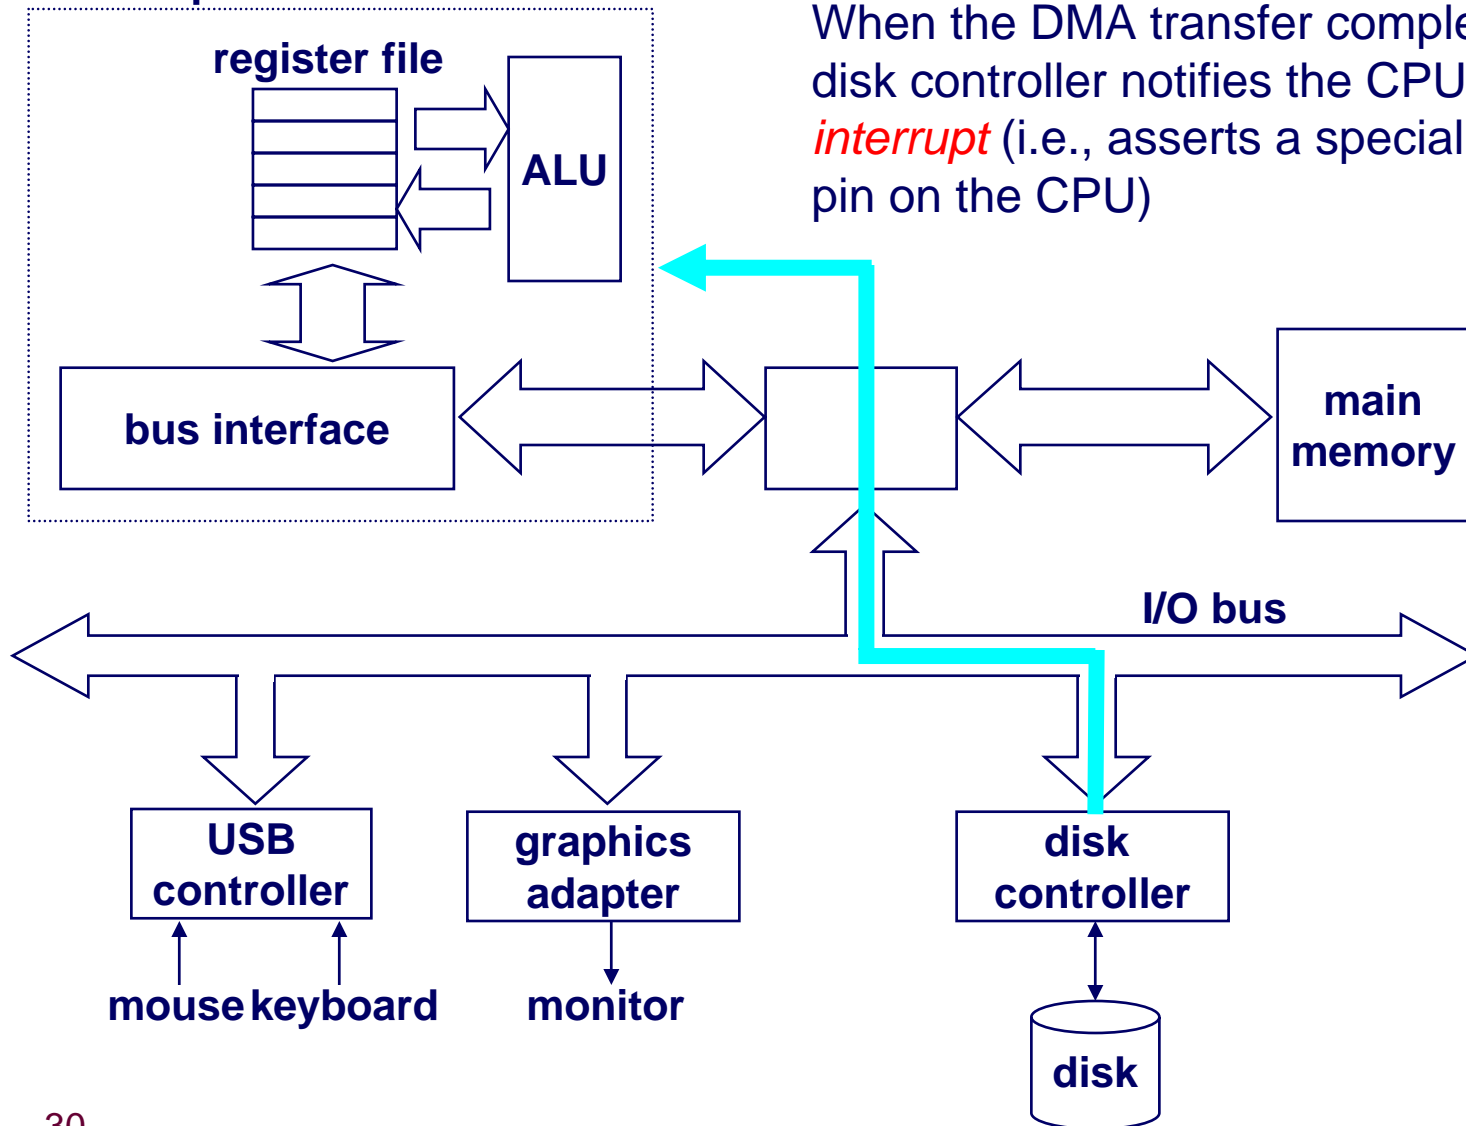 When the DMA transfer
disk controller notifies the CPU
interrupt (i.e., asserts a special
pin on the CPU)
register file
ALU
bus interface
main
memory
I/O bus
USB
controller
graphics
adapter
disk
controller
mouse keyboard
monitor
disk
30